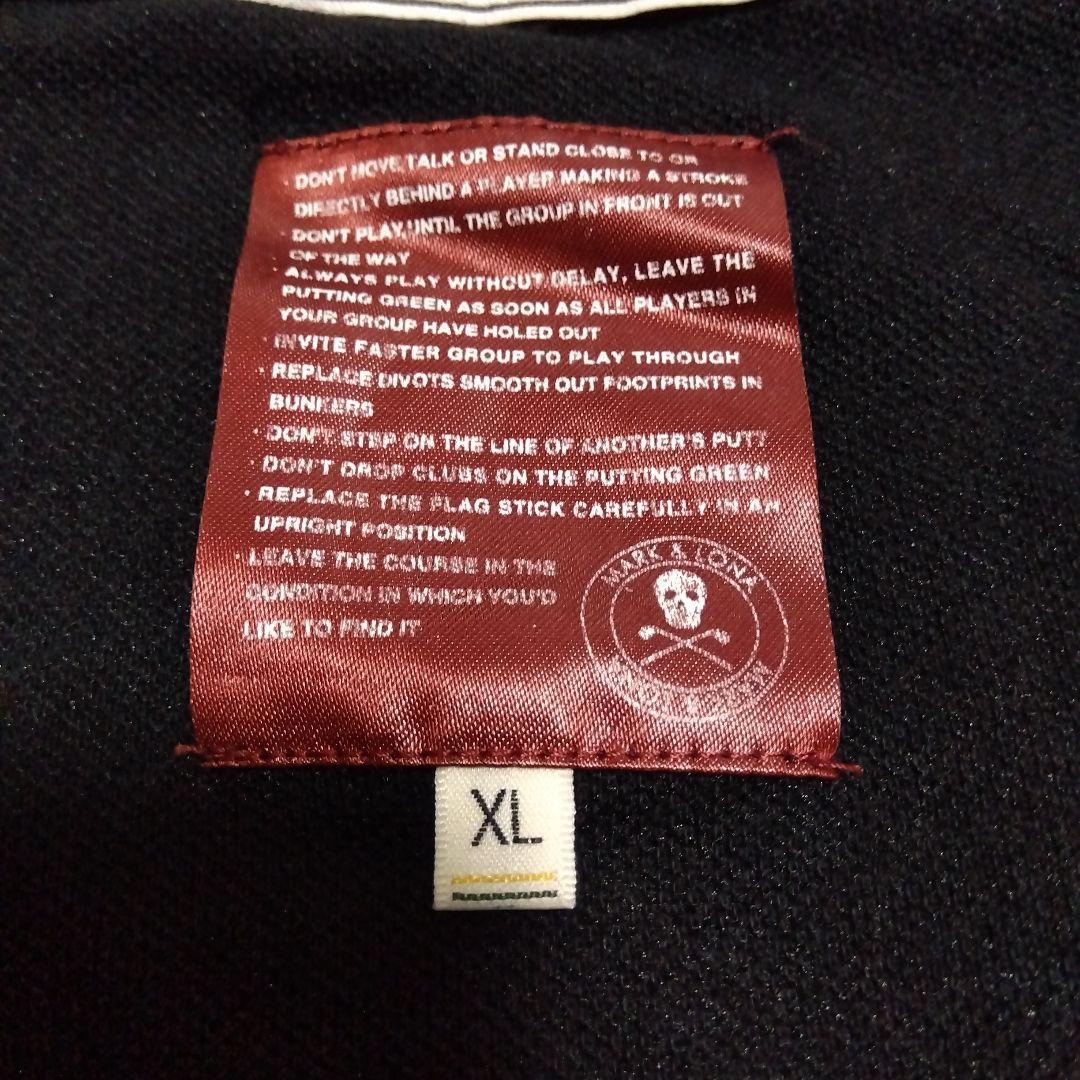 · DON'T MOVE, TALK OR STAND CLOSE TO OR
DIRECTLY BEHIND A PLAYER MAKING A STROKE
· DON'T PLAY, UNTIL THE GROUP IN FRONT IS OUT
OF THE WAY
· ALWAYS PLAY WITHOUT DELAY, LEAVE THE
PUTTING GREEN AS SOON AS ALL PLAYERS IN
YOUR GROUP HAVE HOLED OUT
· INVITE FASTER GROUP TO PLAY THROUGH
· REPLACE DIVOTS SMOOTH OUT FOOTPRINTS IN
BUNKERS
· DON'T STEP ON THE LINE OF ANOTHER'S PUTT
· DON'T DROP CLUBS ON THE PUTTING GREEN
· REPLACE THE FLAG STICK CAREFULLY IN AN
UPRIGHT POSITION
· LEAVE THE COURSE IN THE
CONDITION IN WHICH YOU'D
LIKE TO FIND IT
MARK & LONA
XL